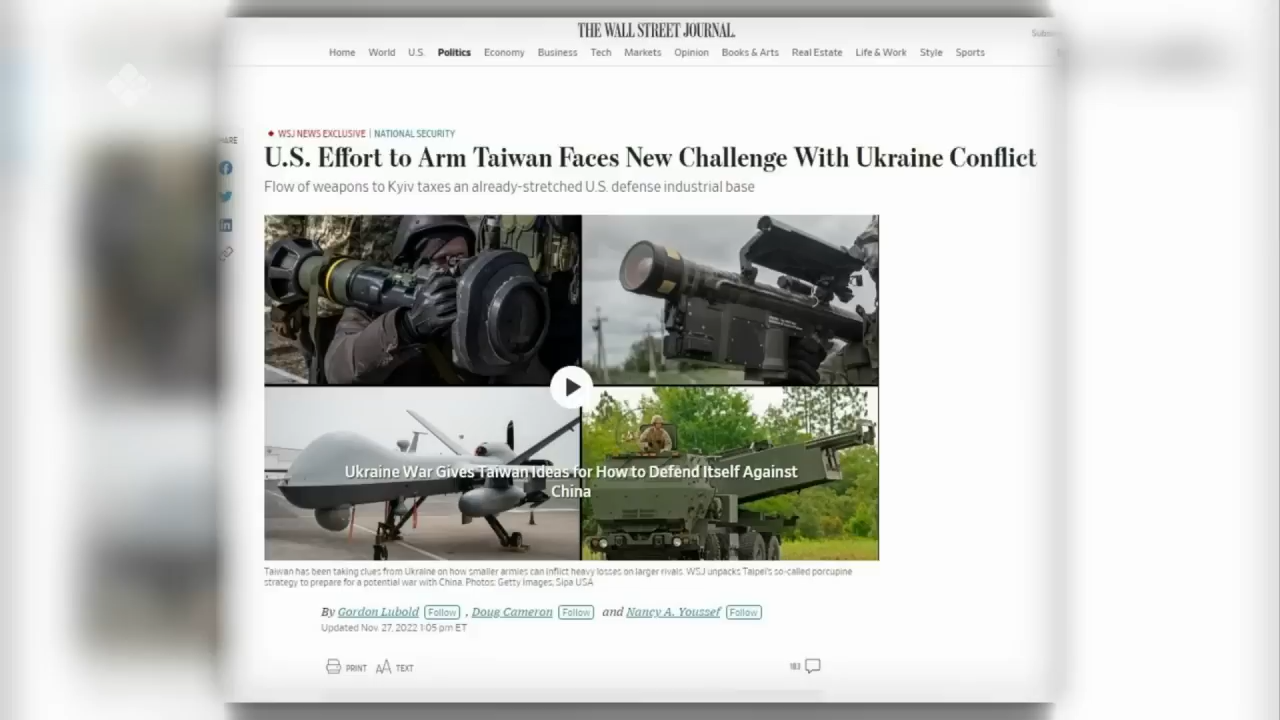 THE WALL STREET JOURNAL.
Home World U.S. Politics Economy Business Tech Markets Opinion Books & Arts Real Estate Life & Work Style Sports
WSJ NEWS EXCLUSIVE | NATIONAL SECURITY
U.S. Effort to Arm Taiwan Faces New Challenge With Ukraine Conflict
Flow of weapons to Kyiv taxes an already-stretched U.S. defense industrial base
Ukraine War Gives Taiwan Ideas for How to Defend Itself Against
China
Taiwan has been taking clues from Ukraine on how smaller armies can inflict heavy losses on larger rivals. WSJ unpacks Taipei's so-called porcupine
strategy to prepare for a potential war with China. Photos: Getty Images, Sipa USA
By Gordon Lubold Follow , Doug Cameron Follow and Nancy A. Youssef Follow
Updated Nov. 27, 2022 1:05 pm ET
PRINT AA TEXT